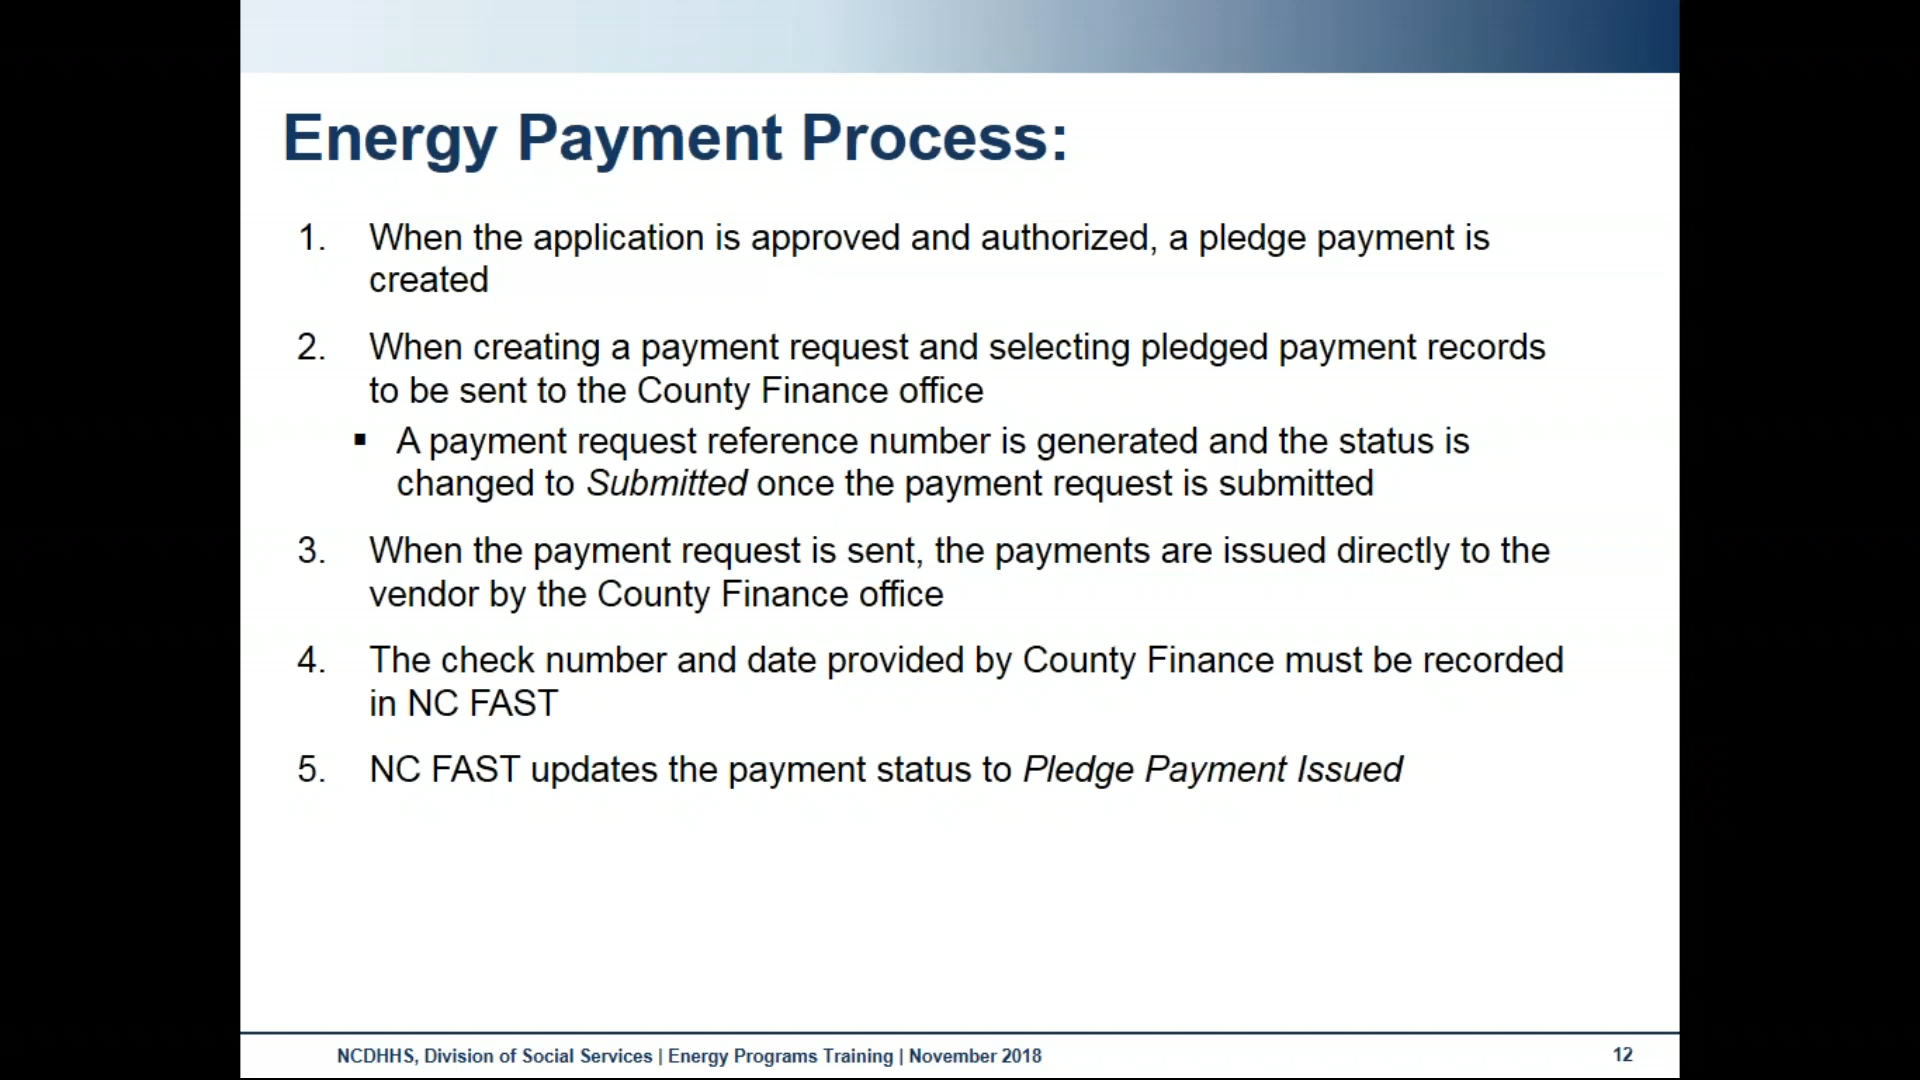 Energy Payment Process:
1. When the application is approved and authorized, a pledge payment is
created
2. When creating a payment request and selecting pledged payment records
to be sent to the County Finance office
▪ A payment request reference number is generated and the status is
changed to Submitted once the payment request is submitted
3. When the payment request is sent, the payments are issued directly to the
vendor by the County Finance office
4. The check number and date provided by County Finance must be recorded
in NC FAST
5. NC FAST updates the payment status to Pledge Payment Issued
NCDHHS, Division of Social Services | Energy Programs Training | November 2018
12